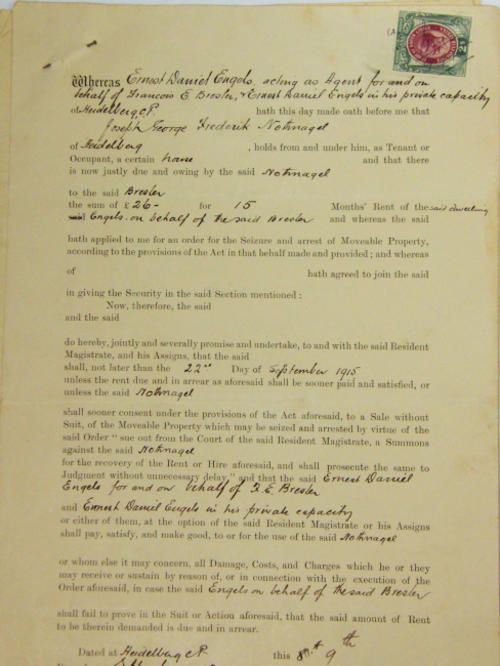 Whereas Ernest Daniel Engels, acting as Agent for and on
behalf of Francois E. Bresler, & Ernest Daniel Engels in his private capacity
of Heidelberg C.P. hath this day made oath before me that
Joseph George Frederik Nothnagel
of Heidelberg, holds from and under him, as Tenant or
Occupant, a certain house and that there
is now justly due and owing by the said Nothnagel
to the said Bresler
the sum of £26- for 15 Months' Rent of the said dwelling
said Engels. on behalf of the said Bresler and whereas the said
hath applied to me for an order for the Seizure and arrest of Moveable Property,
according to the provisions of the Act in that behalf made and provided; and whereas
of hath agreed to join the said
in giving the Security in the said Section mentioned:
Now, therefore, the said
and the said
do hereby, jointly and severally promise and undertake, to and with the said Resident
Magistrate, and his Assigns, that the said
shall, not later than the 22nd Day of September 1915
unless the rent due and in arrear as aforesaid shall be sooner paid and satisfied, or
unless the said Nothnagel
shall sooner consent under the provisions of the Act aforesaid, to a Sale without
Suit, of the Moveable Property which may be seized and arrested by virtue of the
said Order " sue out from the Court of the said Resident Magistrate, a Summons
against the said Nothnagel
for the recovery of the Rent or Hire aforesaid, and shall prosecute the same to
Judgment without unnecessary delay," and that the said Ernest Daniel
Engels for and on behalf of F. E. Bresler
and Ernest Daniel Engels in his private capacity
or either of them, at the option of the said Resident Magistrate or his Assigns
shall pay, satisfy, and make good, to or for the use of the said Nothnagel
or whom else it may concern, all Damage, Costs, and Charges which he or they
may receive or sustain by reason of, or in connection with the execution of the
Order aforesaid, in case the said Engels on behalf of the said Bresler
shall fail to prove in the Suit or Action aforesaid, that the said amount of Rent
to be therein demanded is due and in arrear.
Dated at Heidelberg C.P. this 9th